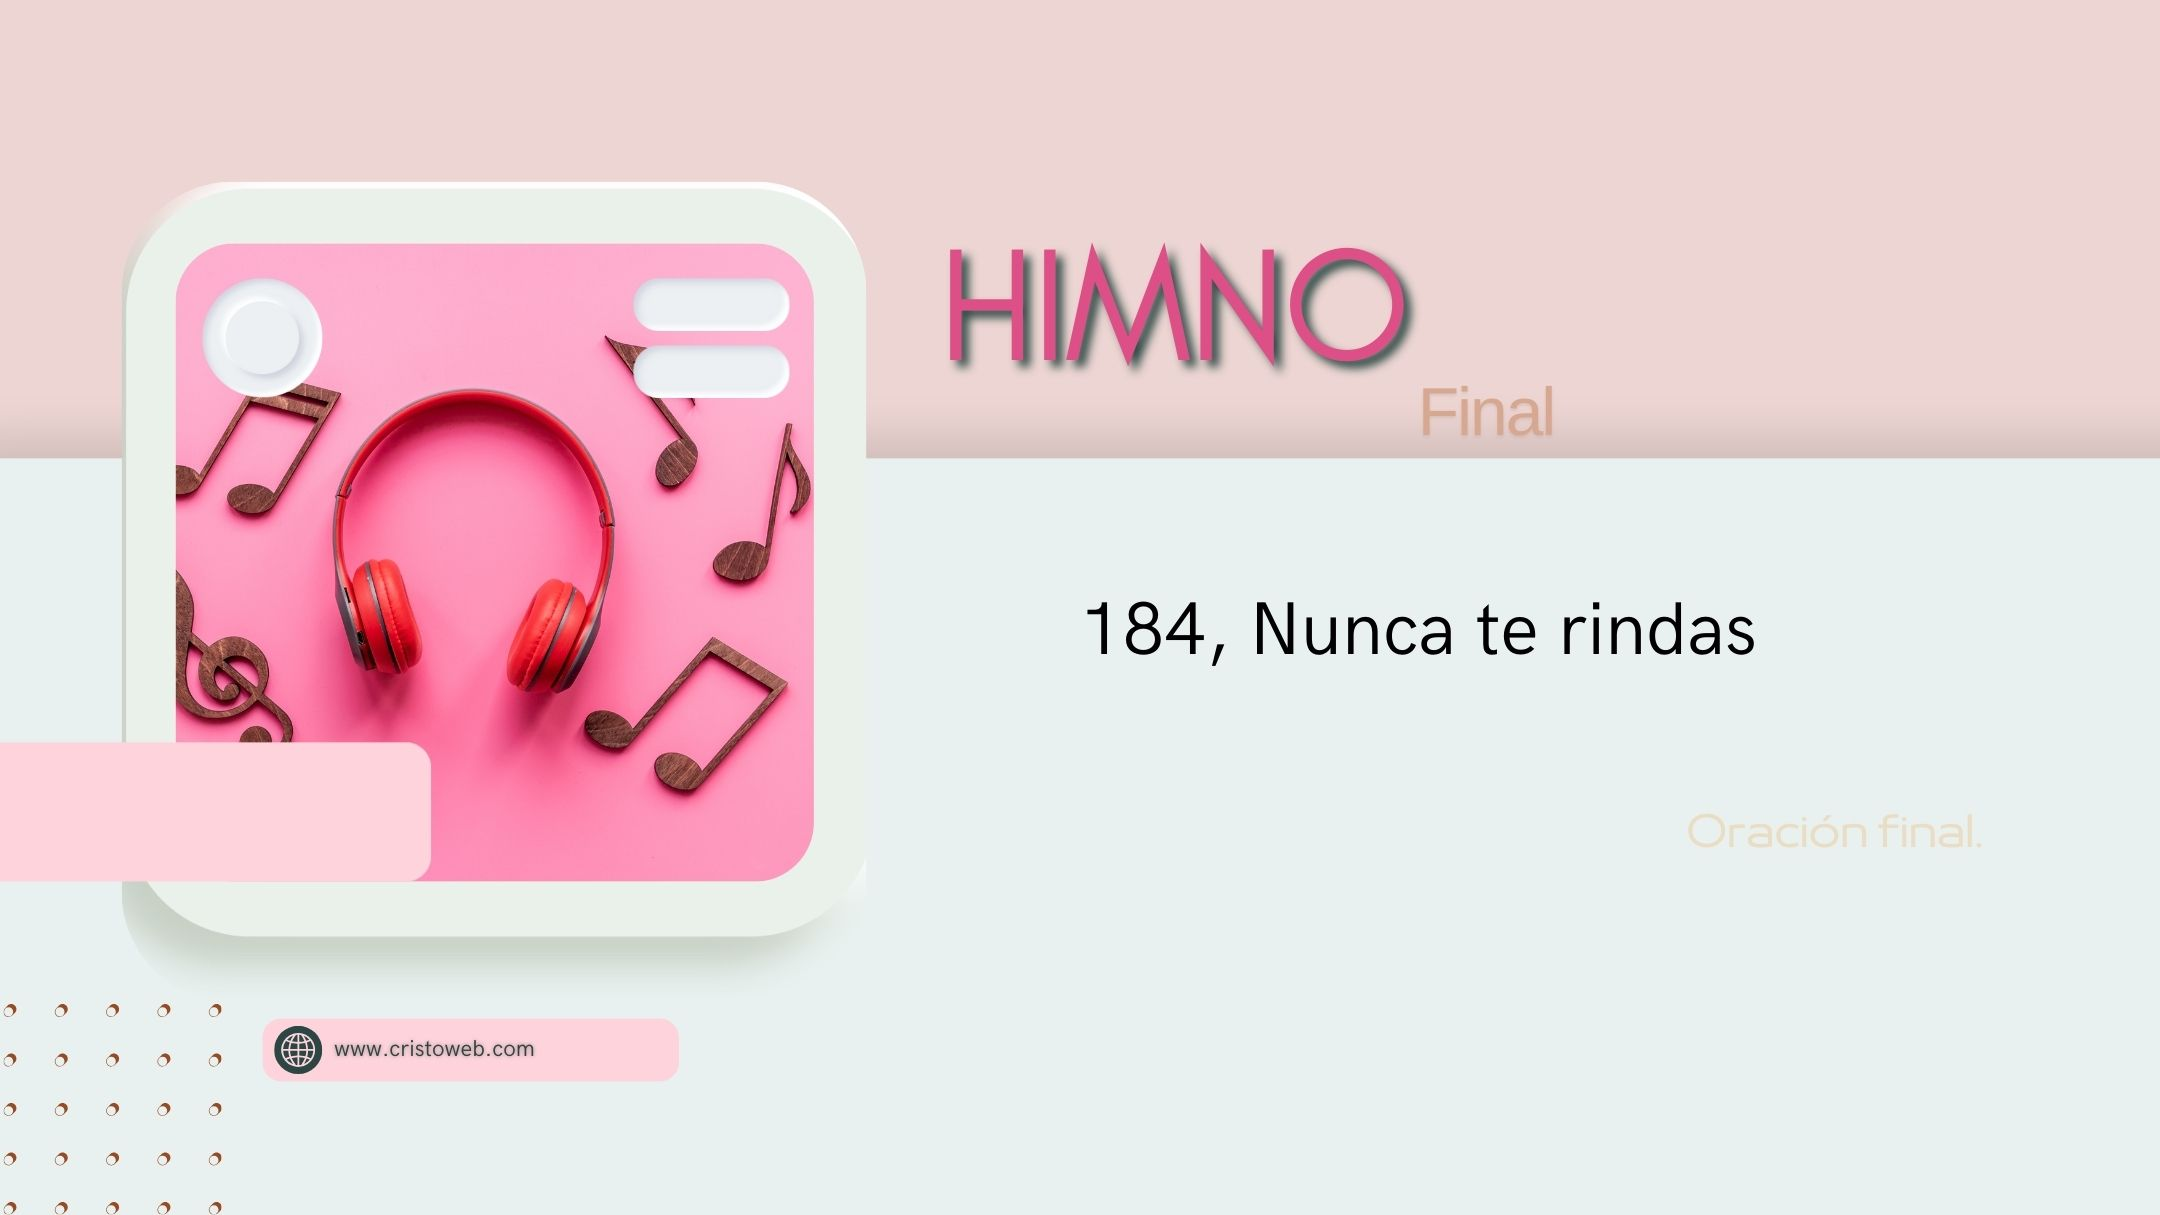 HIMNO
Final
184, Nunca te rindas
Oración final.
www.cristoweb.com